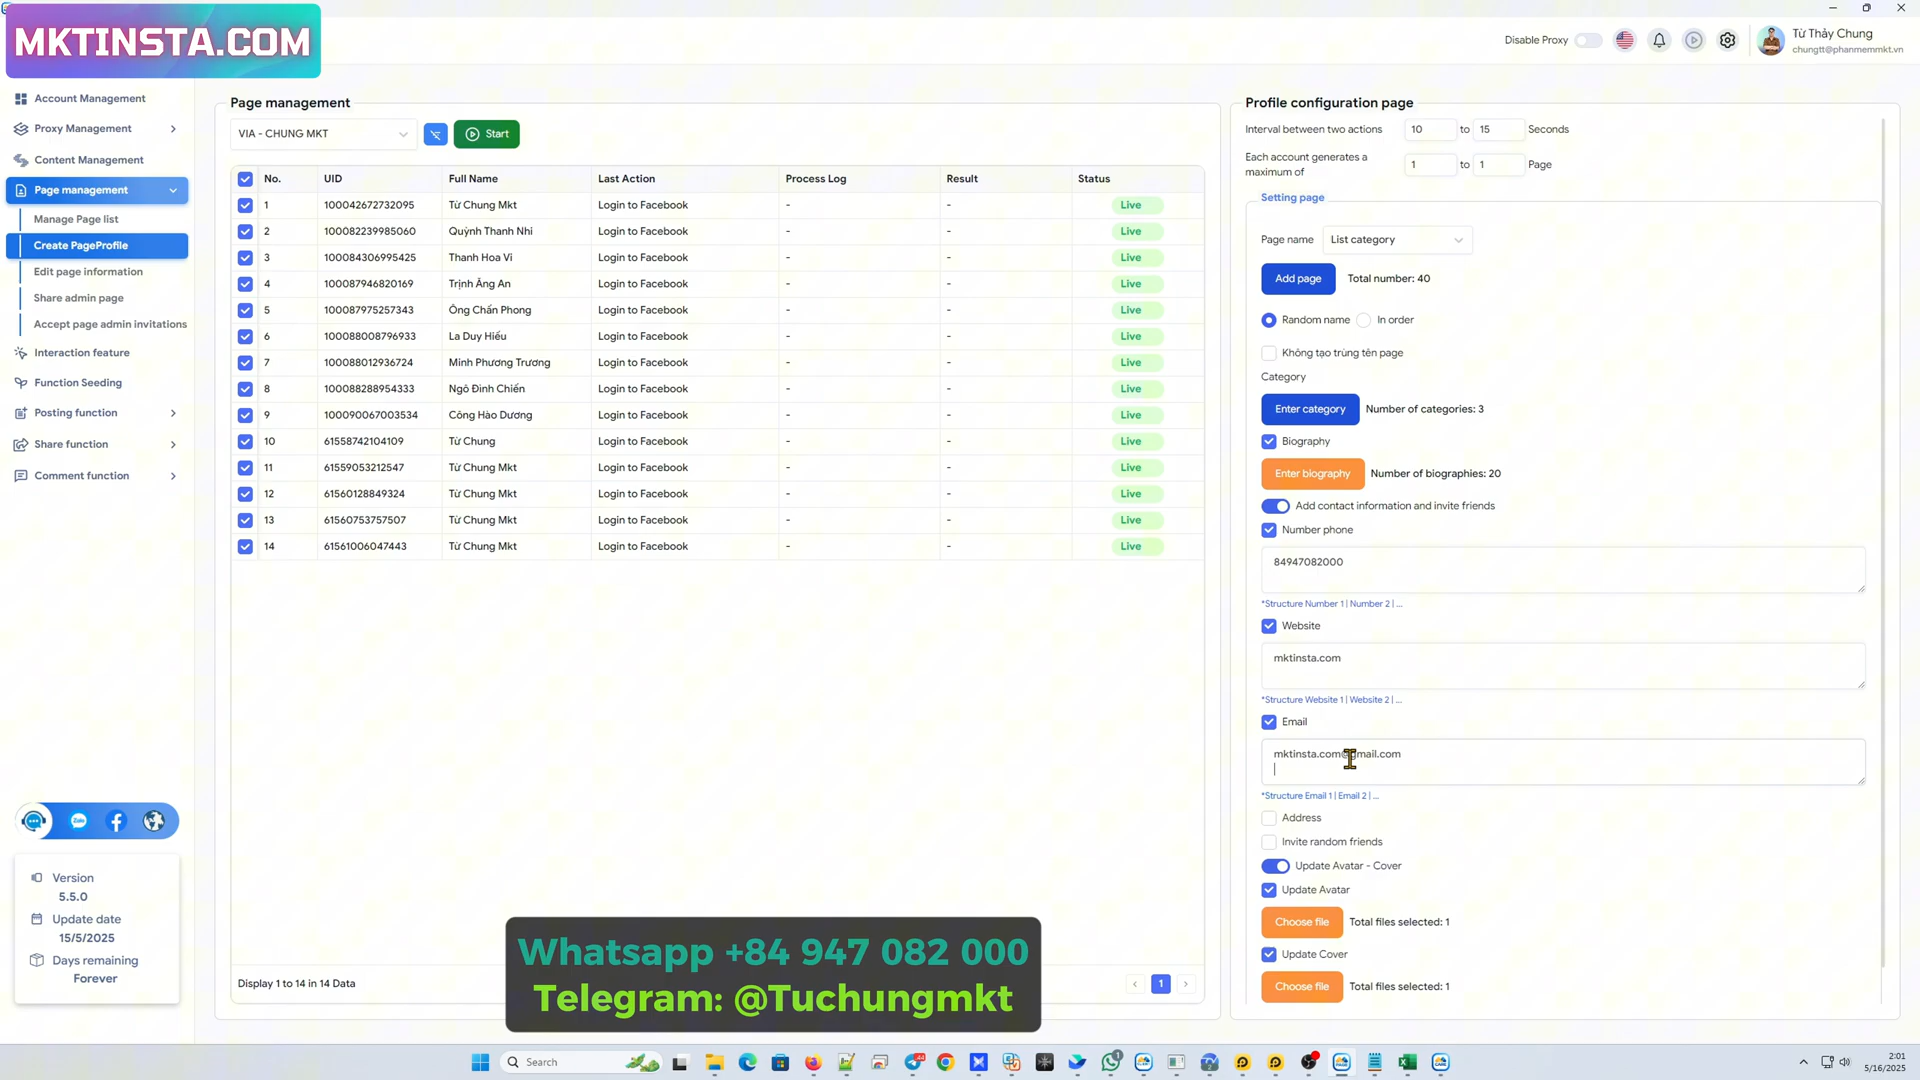 MKTINSTA.COM
Disable Proxy
Từ Thảy Chung
chungtt@phanmemmkt.vn
Account Management
Proxy Management
Content Management
Page management
Manage Page list
Create PageProfile
Edit page information
Share admin page
Accept page admin invitations
Interaction feature
Function Seeding
Posting function
Share function
Comment function
Version
5.5.0
Update date
15/5/2025
Days remaining
Forever
Page management
VIA - CHUNG MKT
Start
No. UID Full Name Last Action Process Log Result Status
1 100042672732095 Từ Chung Mkt Login to Facebook - - Live
2 100082239985060 Quỳnh Thanh Nhi Login to Facebook - - Live
3 100084306995425 Thanh Hoa Vi Login to Facebook - - Live
4 100087946820169 Trịnh Ăng An Login to Facebook - - Live
5 100087975257343 Ông Chấn Phong Login to Facebook - - Live
6 100088008796933 La Duy Hiếu Login to Facebook - - Live
7 100088012936724 Minh Phương Trương Login to Facebook - - Live
8 100088288954333 Ngô Đình Chiến Login to Facebook - - Live
9 100090067003534 Công Hào Dương Login to Facebook - - Live
10 61558742104109 Từ Chung Login to Facebook - - Live
11 61559053212547 Từ Chung Mkt Login to Facebook - - Live
12 61560128849324 Từ Chung Mkt Login to Facebook - - Live
13 61560753757507 Từ Chung Mkt Login to Facebook - - Live
14 61561006047443 Từ Chung Mkt Login to Facebook - - Live
Display 1 to 14 in 14 Data
1
Profile configuration page
Interval between two actions 10 to 15 Seconds
Each account generates a
maximum of 1 to 1 Page
Setting page
Page name List category
Add page Total number: 40
Random name In order
Không tạo trùng tên page
Category
Enter category Number of categories: 3
Biography
Enter biography Number of biographies: 20
Add contact information and invite friends
Number phone
84947082000
*Structure Number 1 | Number 2 | ...
Website
mktinsta.com
*Structure Website 1 | Website 2 | ...
Email
mktinsta.com@gmail.com
*Structure Email 1 | Email 2 | ...
Address
Invite random friends
Update Avatar - Cover
Update Avatar
Choose file Total files selected: 1
Update Cover
Choose file Total files selected: 1
Whatsapp +84 947 082 000
Telegram: @Tuchungmkt
Search
2:01
5/16/2025